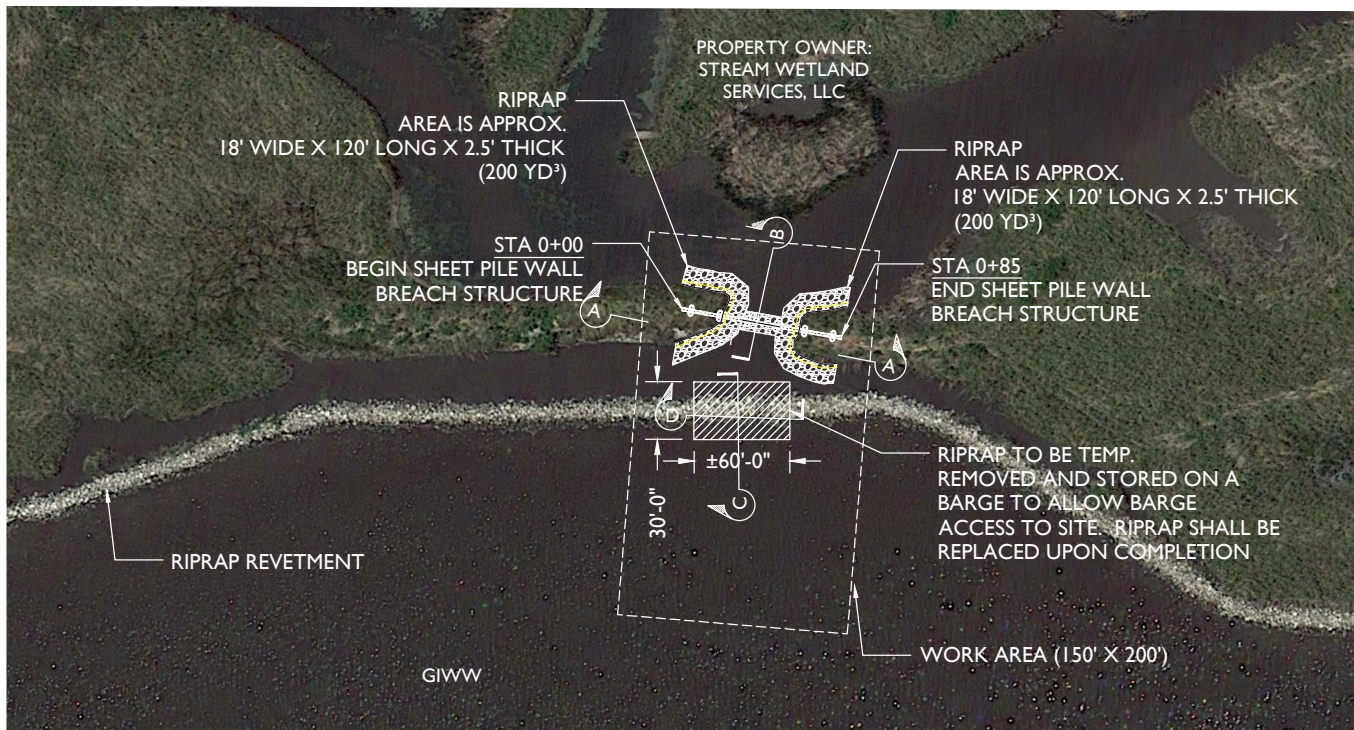 PROPERTY OWNER:
STREAM WETLAND
SERVICES, LLC
RIPRAP
AREA IS APPROX.
18' WIDE X 120' LONG X 2.5' THICK
(200 YD³)
RIPRAP
AREA IS APPROX.
18' WIDE X 120' LONG X 2.5' THICK
(200 YD³)
STA 0+00
BEGIN SHEET PILE WALL
BREACH STRUCTURE
STA 0+85
END SHEET PILE WALL
BREACH STRUCTURE
B
A
A
D
C
±60'-0"
30'-0"
RIPRAP TO BE TEMP.
REMOVED AND STORED ON A
BARGE TO ALLOW BARGE
ACCESS TO SITE. RIPRAP SHALL BE
REPLACED UPON COMPLETION
RIPRAP REVETMENT
WORK AREA (150' X 200')
GIWW